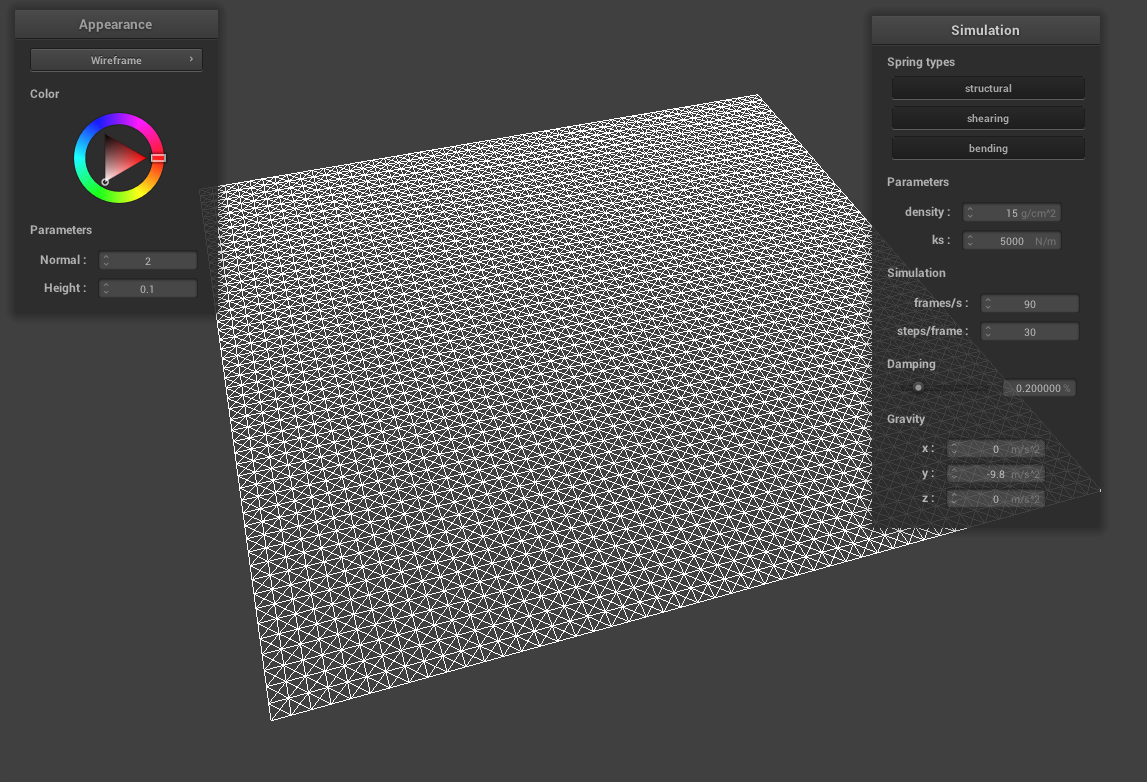 Appearance
Wireframe ›
Color
Parameters
Normal : 2
Height : 0.1
Simulation
Spring types
structural
shearing
bending
Parameters
density : 15 g/cm^2
ks : 5000 N/m
Simulation
frames/s : 90
steps/frame : 30
Damping
0.200000 %
Gravity
x : 0 m/s^2
y : -9.8 m/s^2
z : 0 m/s^2